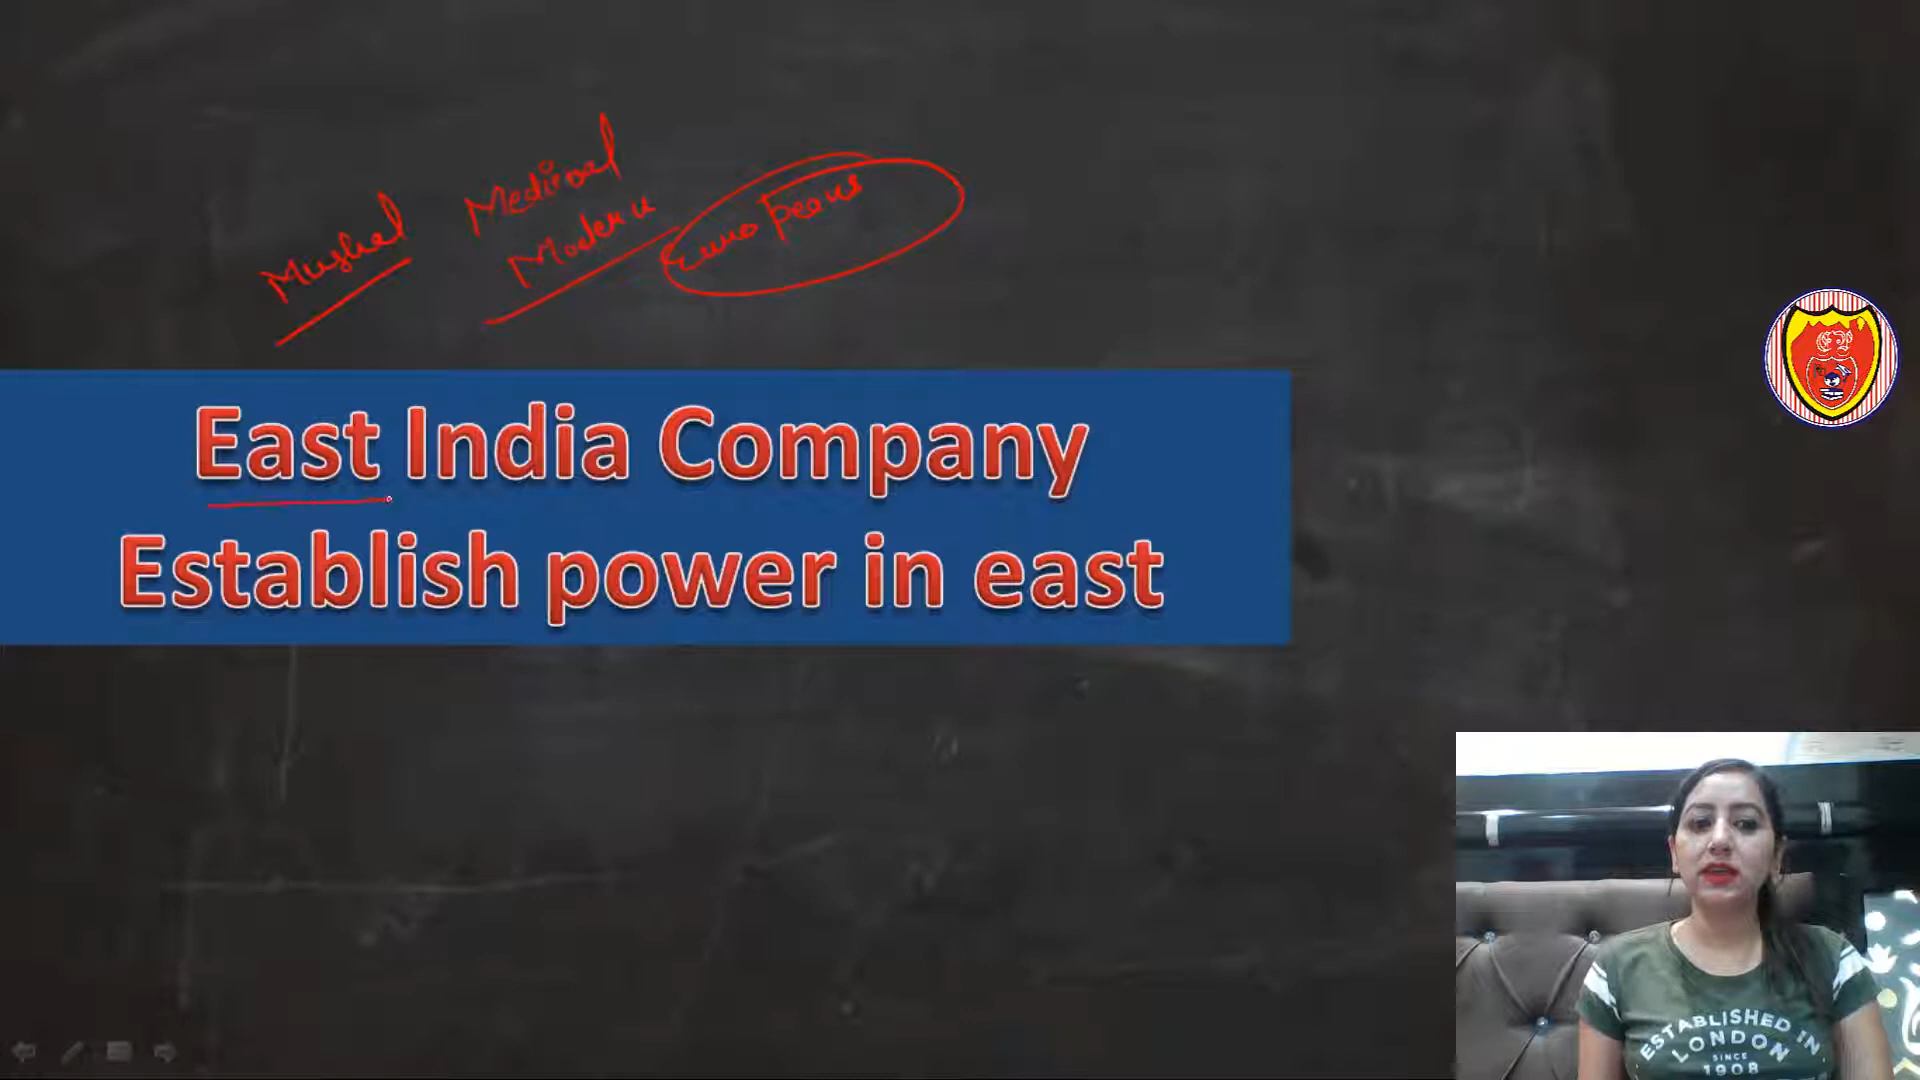 Medieval
Mughal
Modern
Europeans
East India Company
Establish power in east
ESTABLISHED IN
LONDON
SINCE
1908